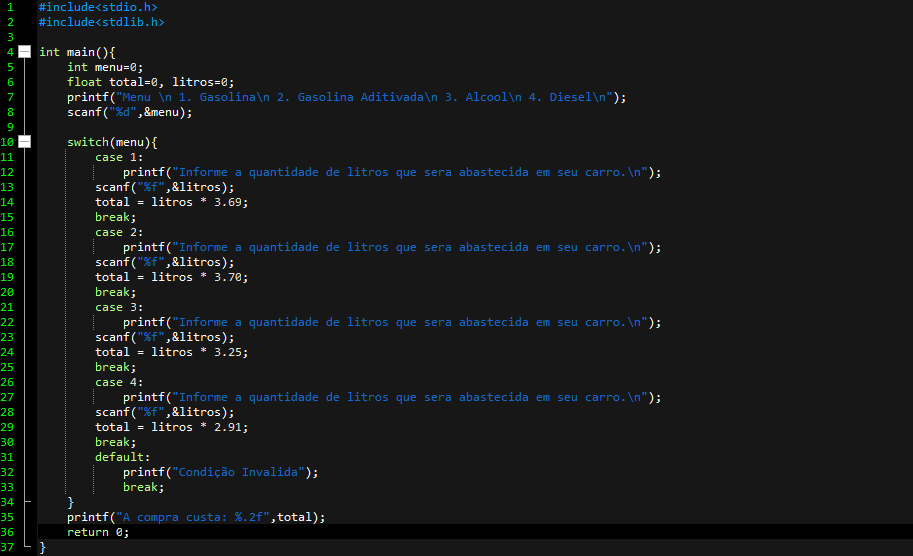 1 #include<stdio.h>
2 #include<stdlib.h>
3
4 int main(){
5     int menu=0;
6     float total=0, litros=0;
7     printf("Menu \n 1. Gasolina\n 2. Gasolina Aditivada\n 3. Alcool\n 4. Diesel\n");
8     scanf("%d",&menu);
9
10     switch(menu){
11         case 1:
12             printf("Informe a quantidade de litros que sera abastecida em seu carro.\n");
13         scanf("%f",&litros);
14         total = litros * 3.69;
15         break;
16         case 2:
17             printf("Informe a quantidade de litros que sera abastecida em seu carro.\n");
18         scanf("%f",&litros);
19         total = litros * 3.70;
20         break;
21         case 3:
22             printf("Informe a quantidade de litros que sera abastecida em seu carro.\n");
23         scanf("%f",&litros);
24         total = litros * 3.25;
25         break;
26         case 4:
27             printf("Informe a quantidade de litros que sera abastecida em seu carro.\n");
28         scanf("%f",&litros);
29         total = litros * 2.91;
30         break;
31         default:
32             printf("Condição Invalida");
33             break;
34     }
35     printf("A compra custa: %.2f",total);
36     return 0;
37 }